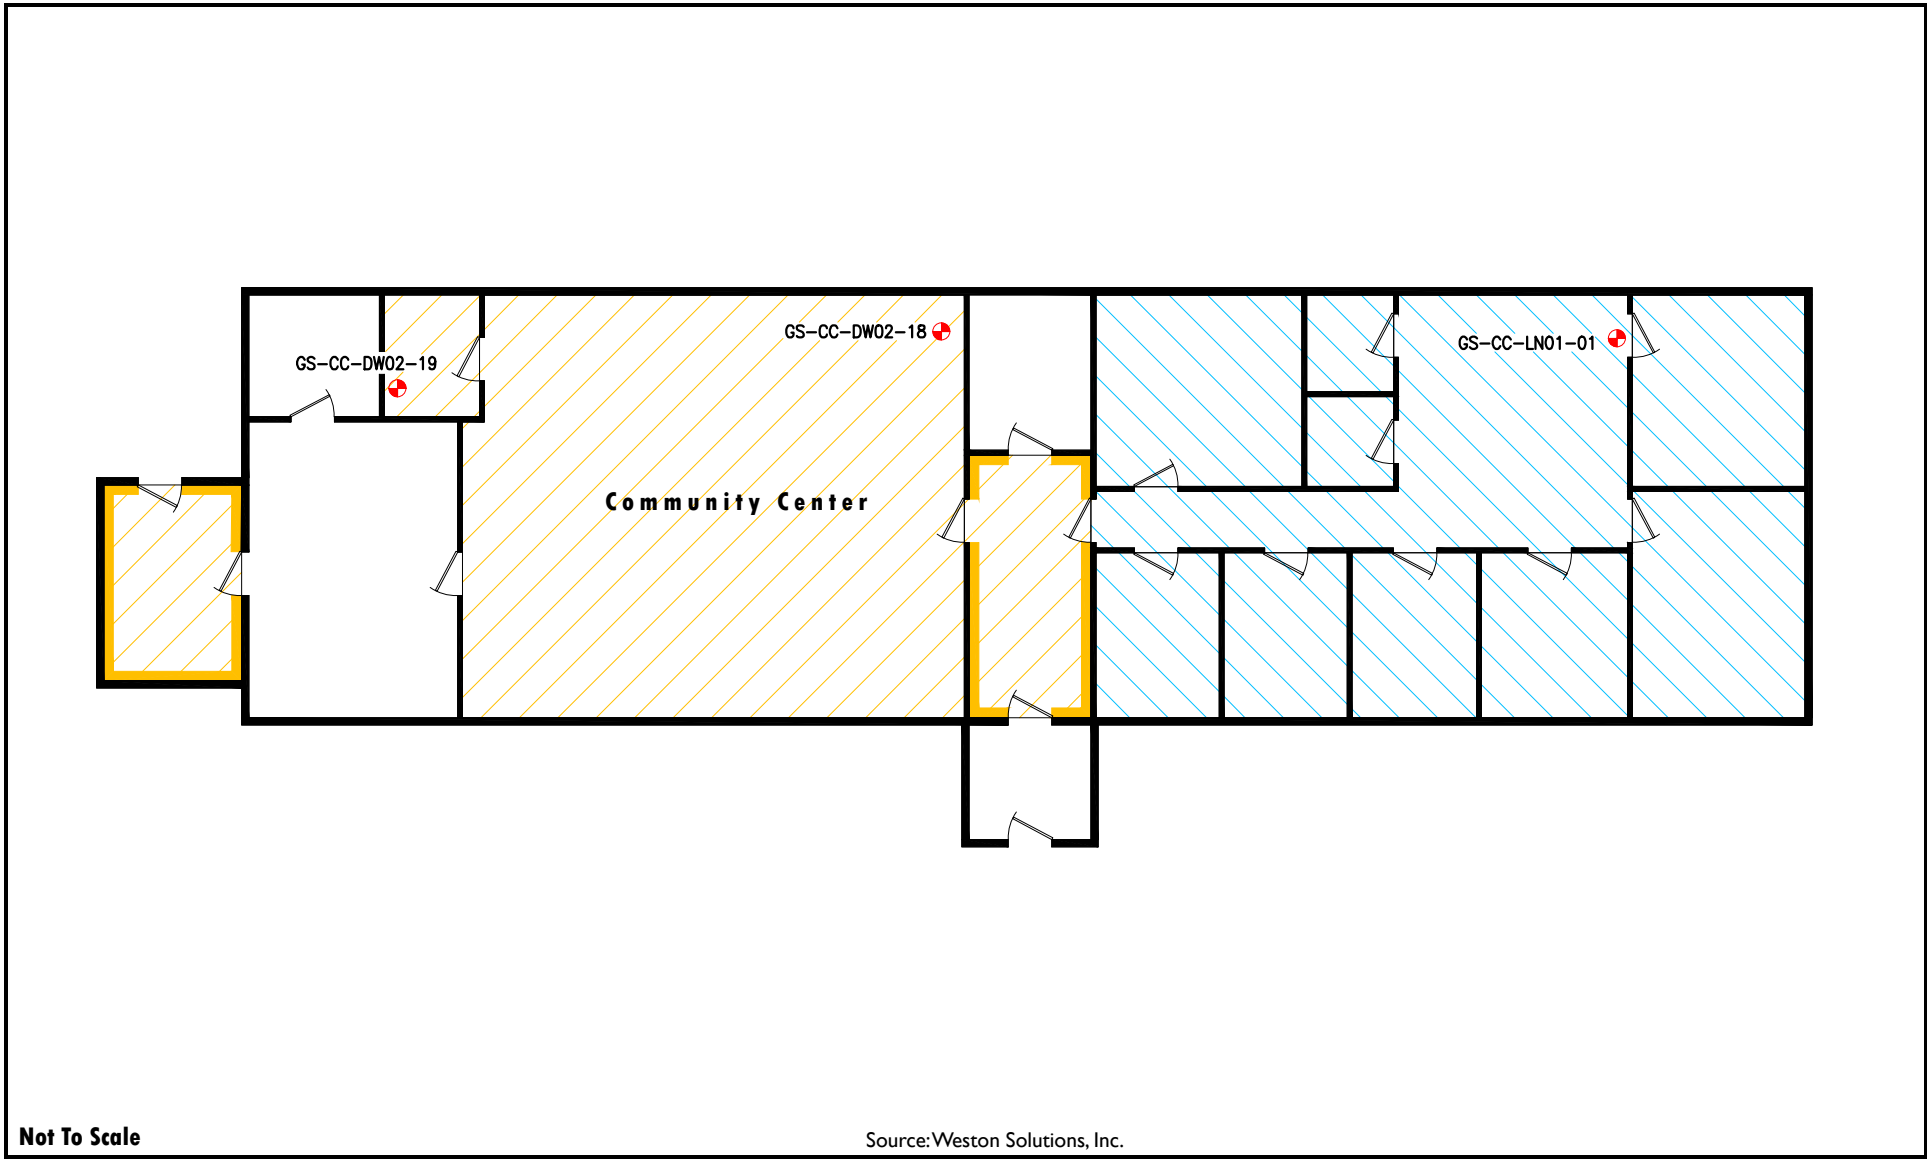 GS-CC-DW02-18
GS-CC-LN01-01
GS-CC-DW02-19
Community Center
Not To Scale
Source: Weston Solutions, Inc.